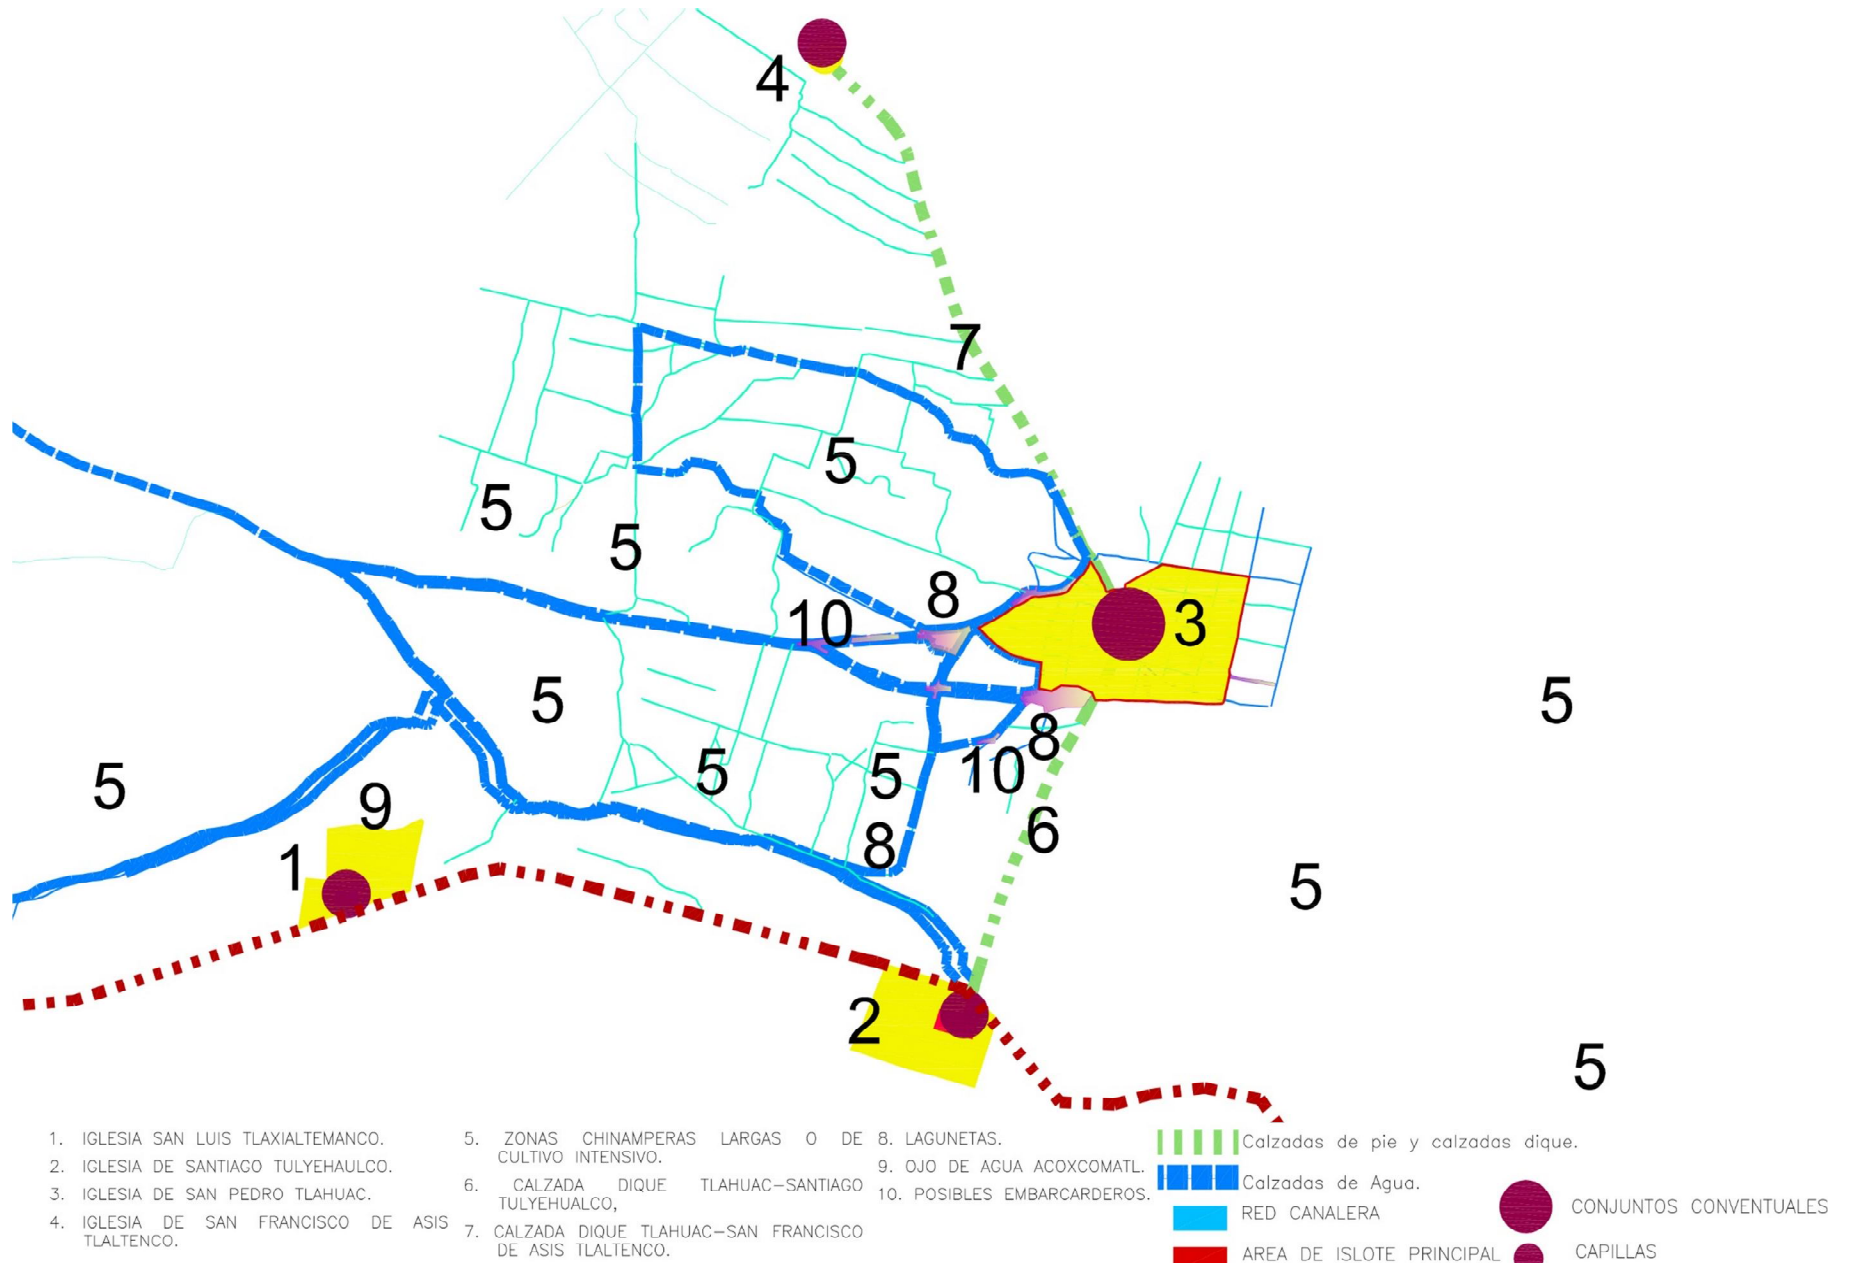 4
7
5
5
5
8
10
3
5
5
5
5
8
10
5
9
6
1
8
5
2
5
1. IGLESIA SAN LUIS TLAXIALTEMANCO.
2. IGLESIA DE SANTIAGO TULYEHAULCO.
3. IGLESIA DE SAN PEDRO TLAHUAC.
4. IGLESIA DE SAN FRANCISCO DE ASIS
TLALTENCO.
5. ZONAS CHINAMPERAS LARGAS O DE
CULTIVO INTENSIVO.
6. CALZADA DIQUE TLAHUAC-SANTIAGO
TULYEHUALCO,
7. CALZADA DIQUE TLAHUAC-SAN FRANCISCO
DE ASIS TLALTENCO.
8. LAGUNETAS.
9. OJO DE AGUA ACOXCOMATL.
10. POSIBLES EMBARCARDEROS.
Calzadas de pie y calzadas dique.
Calzadas de Agua.
RED CANALERA
AREA DE ISLOTE PRINCIPAL
CONJUNTOS CONVENTUALES
CAPILLAS